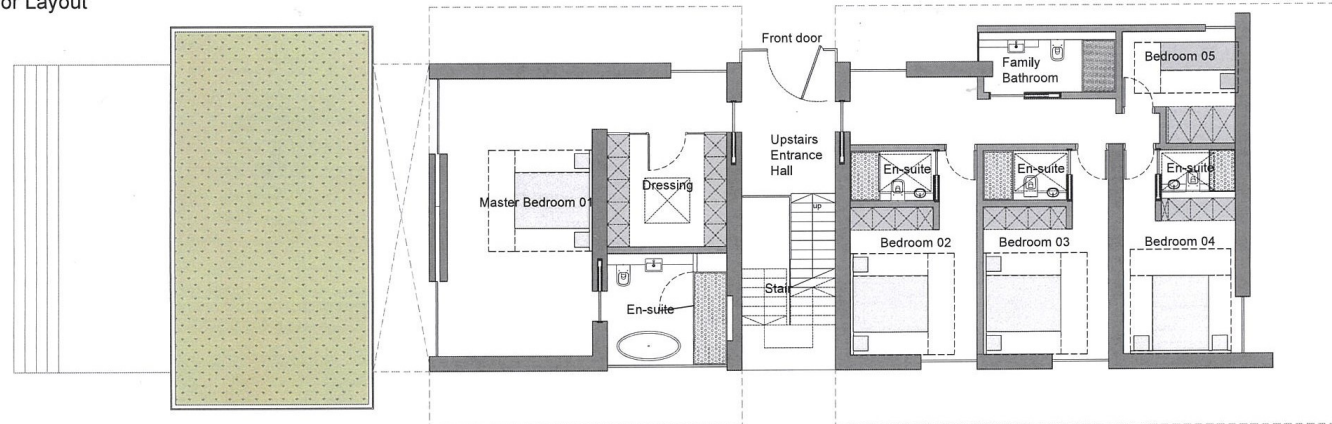 or Layout
Front door
Family
Bathroom
Bedroom 05
Upstairs
Entrance
Hall
En-suite
En-suite
En-suite
Dressing
Master Bedroom 01
up
Bedroom 02
Bedroom 03
Bedroom 04
Stair
En-suite